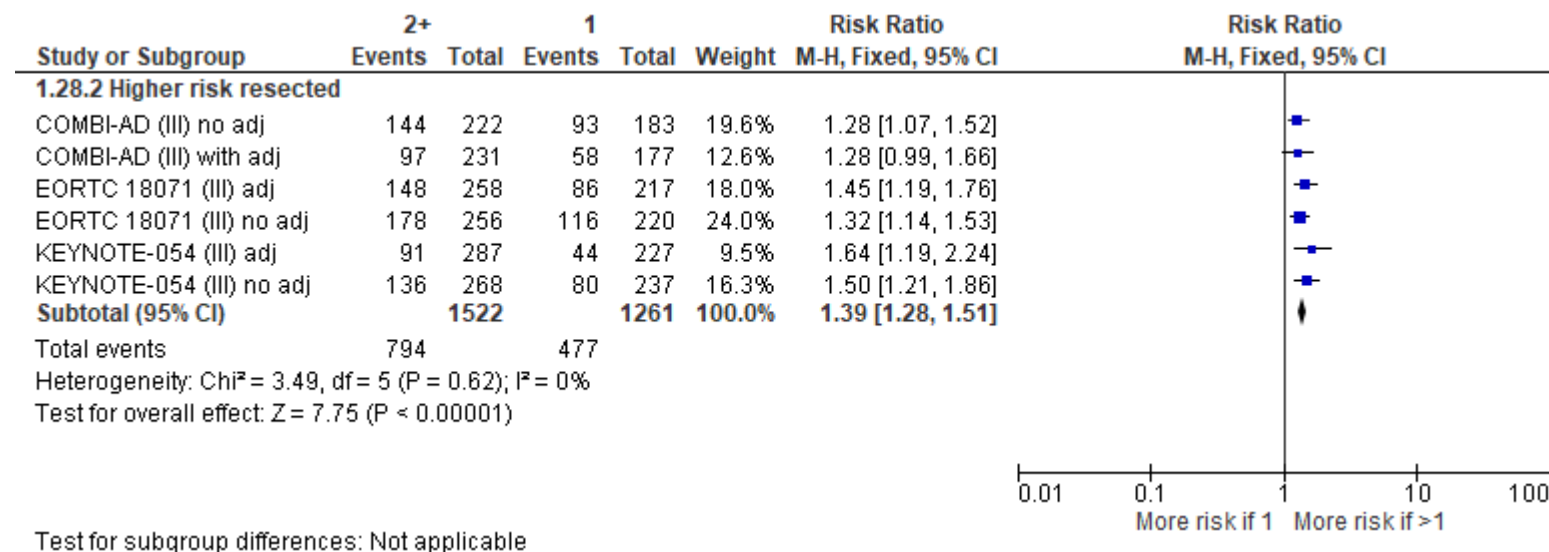 2+ 1 Risk Ratio Risk Ratio
Study or Subgroup Events Total Events Total Weight M-H, Fixed, 95% CI M-H, Fixed, 95% CI
1.28.2 Higher risk resected
COMBI-AD (III) no adj 144 222 93 183 19.6% 1.28 [1.07, 1.52]
COMBI-AD (III) with adj 97 231 58 177 12.6% 1.28 [0.99, 1.66]
EORTC 18071 (III) adj 148 258 86 217 18.0% 1.45 [1.19, 1.76]
EORTC 18071 (III) no adj 178 256 116 220 24.0% 1.32 [1.14, 1.53]
KEYNOTE-054 (III) adj 91 287 44 227 9.5% 1.64 [1.19, 2.24]
KEYNOTE-054 (III) no adj 136 268 80 237 16.3% 1.50 [1.21, 1.86]
Subtotal (95% CI) 1522 1261 100.0% 1.39 [1.28, 1.51]
Total events 794 477
Heterogeneity: Chi² = 3.49, df = 5 (P = 0.62); I² = 0%
Test for overall effect: Z = 7.75 (P < 0.00001)
0.01 0.1 1 10 100
More risk if 1 More risk if >1
Test for subgroup differences: Not applicable